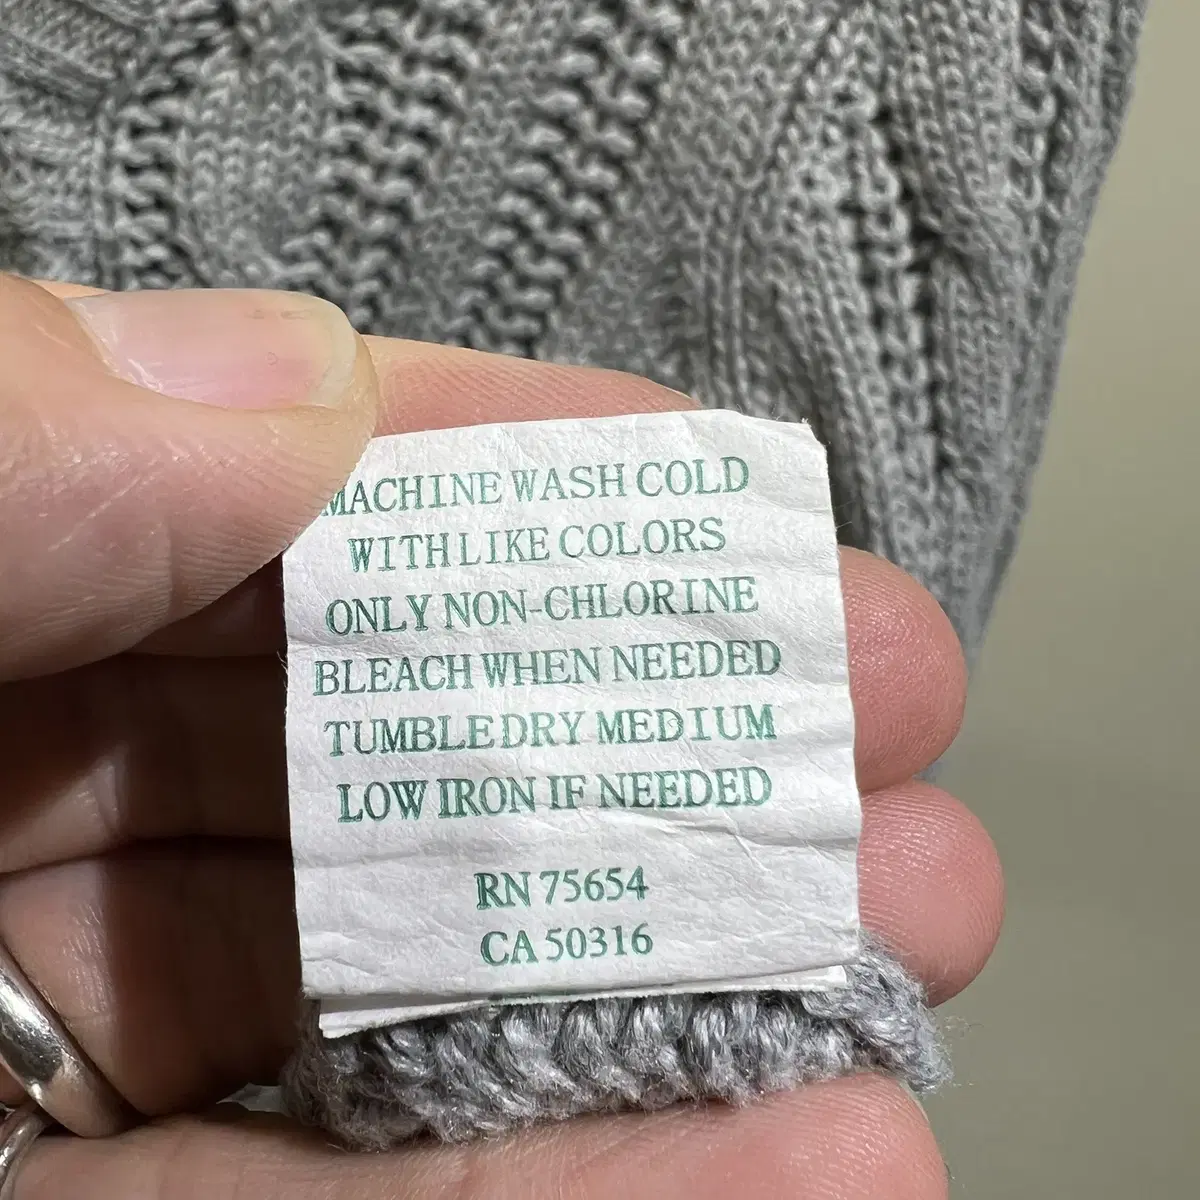 MACHINE WASH COLD
WITH LIKE COLORS
ONLY NON-CHLORINE
BLEACH WHEN NEEDED
TUMBLE DRY MEDIUM
LOW IRON IF NEEDED
RN 75654
CA 50316